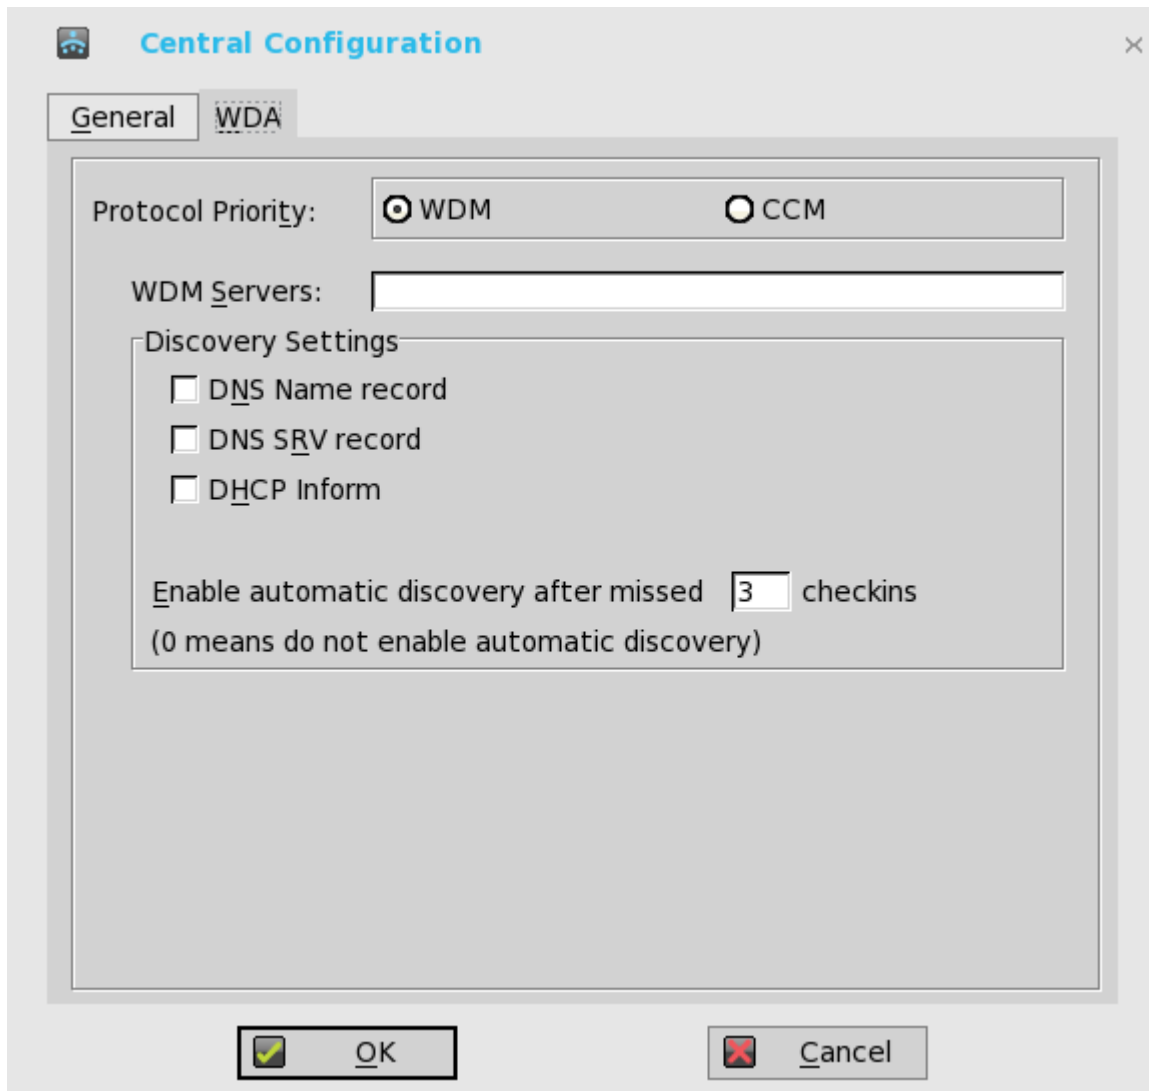 Central Configuration
General WDA
Protocol Priority: WDM CCM
WDM Servers:
Discovery Settings
DNS Name record
DNS SRV record
DHCP Inform
Enable automatic discovery after missed 3 checkins
(0 means do not enable automatic discovery)
OK Cancel